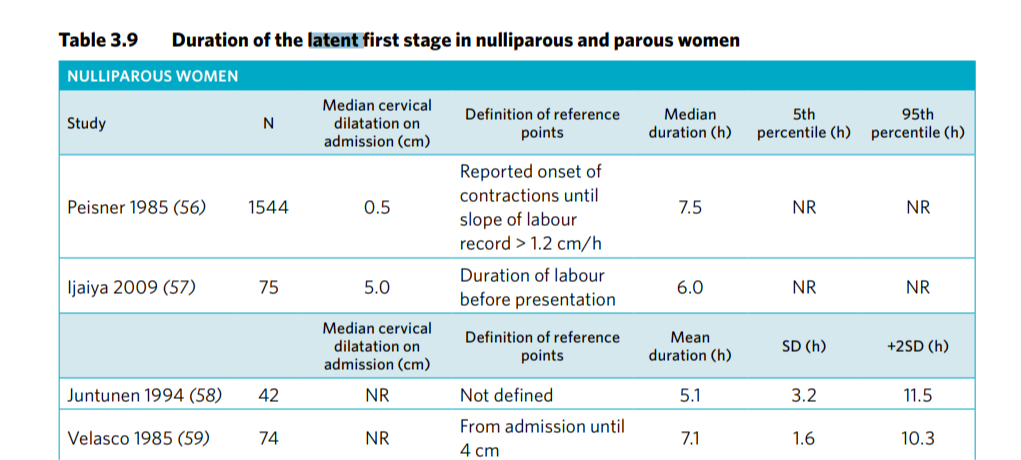 Table 3.9 Duration of the latent first stage in nulliparous and parous women
NULLIPAROUS WOMEN
Study N Median cervical dilatation on admission (cm) Definition of reference points Median duration (h) 5th percentile (h) 95th percentile (h)
Peisner 1985 (56) 1544 0.5 Reported onset of contractions until slope of labour record > 1.2 cm/h 7.5 NR NR
Ijaiya 2009 (57) 75 5.0 Duration of labour before presentation 6.0 NR NR
Median cervical dilatation on admission (cm) Definition of reference points Mean duration (h) SD (h) +2SD (h)
Juntunen 1994 (58) 42 NR Not defined 5.1 3.2 11.5
Velasco 1985 (59) 74 NR From admission until 4 cm 7.1 1.6 10.3